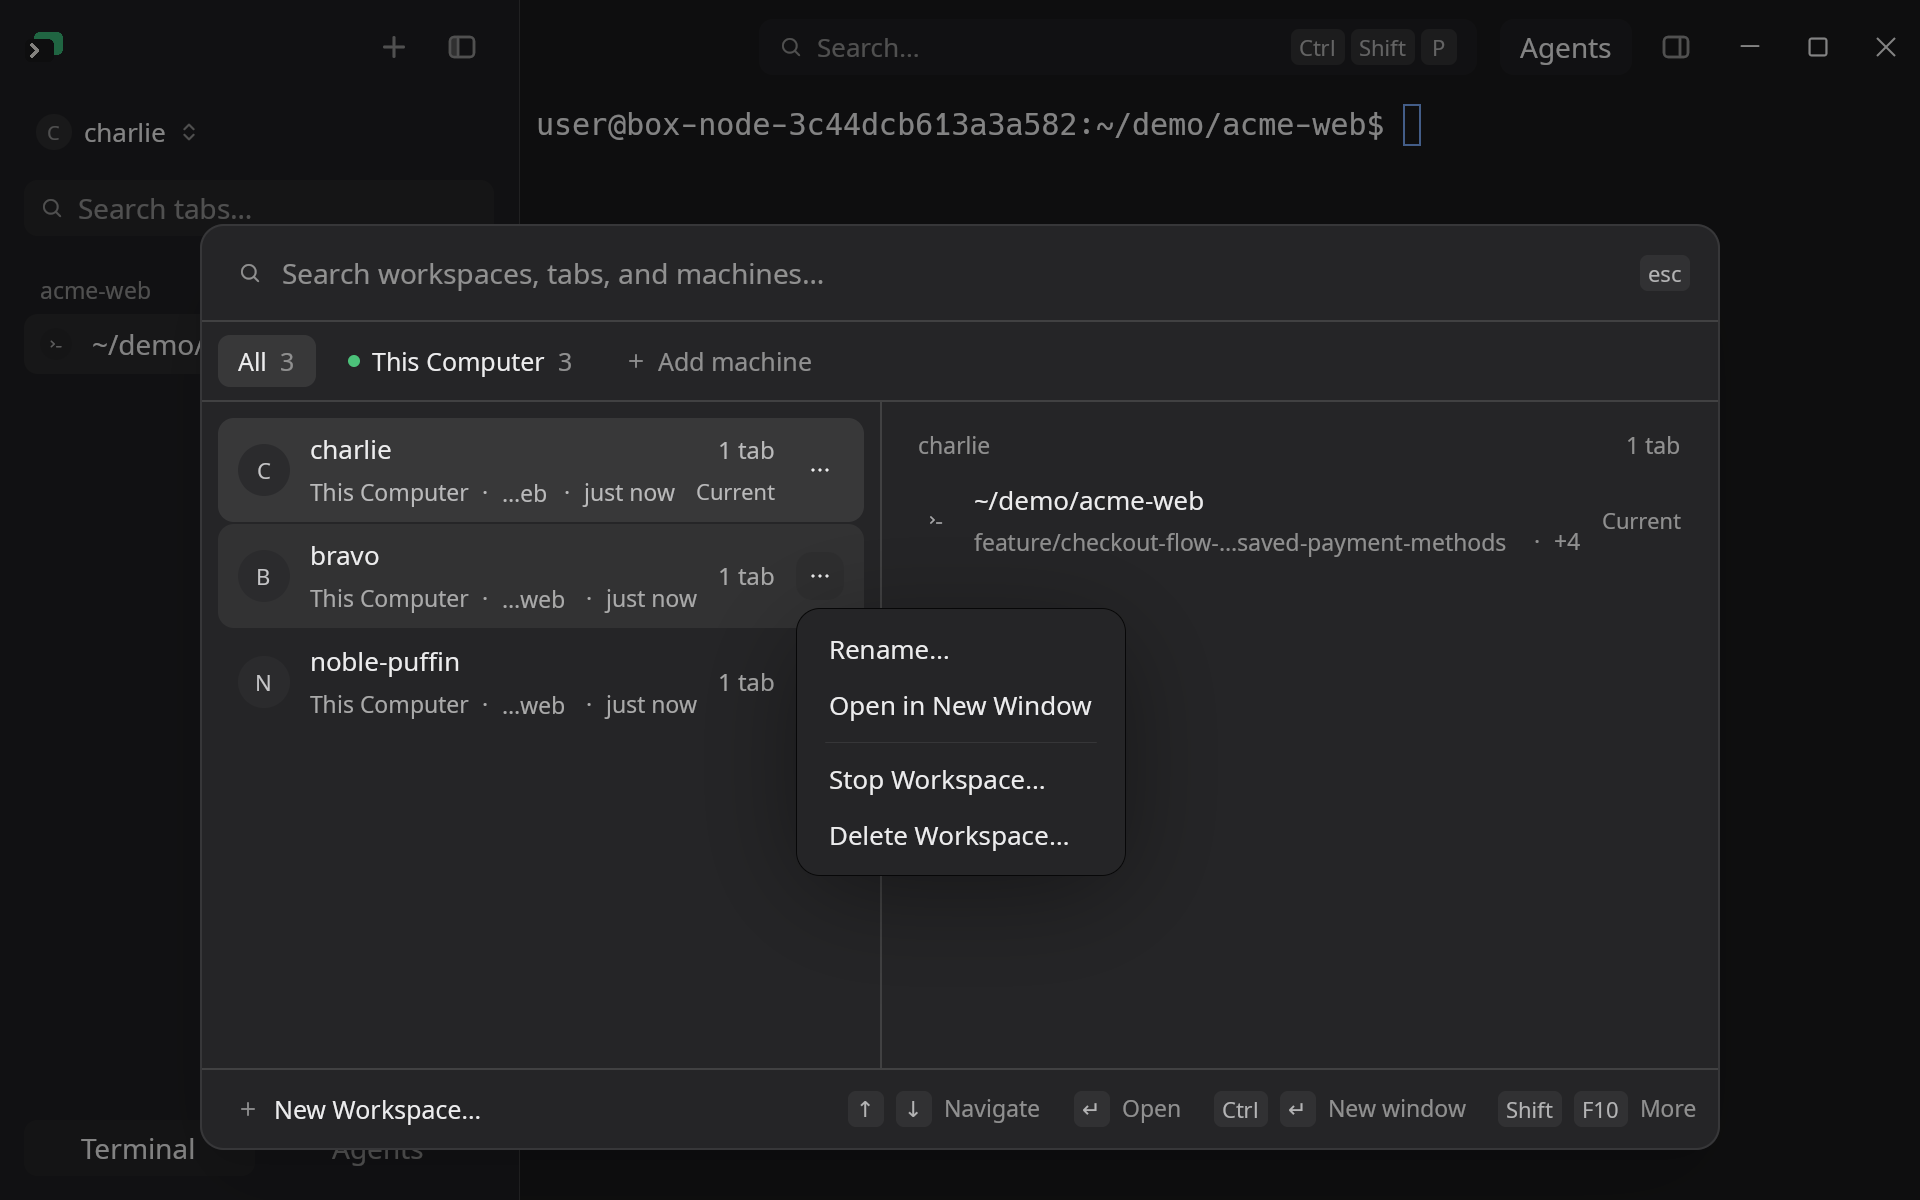 Search... Ctrl Shift P Agents
C charlie
user@box-node-3c44dcb613a3a582:~/demo/acme-web$
Search tabs...
acme-web
~/demo/
Search workspaces, tabs, and machines... esc
All 3 This Computer 3 + Add machine
C charlie 1 tab
This Computer · ...eb · just now Current
B bravo 1 tab
This Computer · ...web · just now
N noble-puffin 1 tab
This Computer · ...web · just now
charlie 1 tab
~/demo/acme-web
feature/checkout-flow-...saved-payment-methods · +4
Current
Rename...
Open in New Window
Stop Workspace...
Delete Workspace...
+ New Workspace... ↑ ↓ Navigate ↵ Open Ctrl ↵ New window Shift F10 More
Terminal Agents